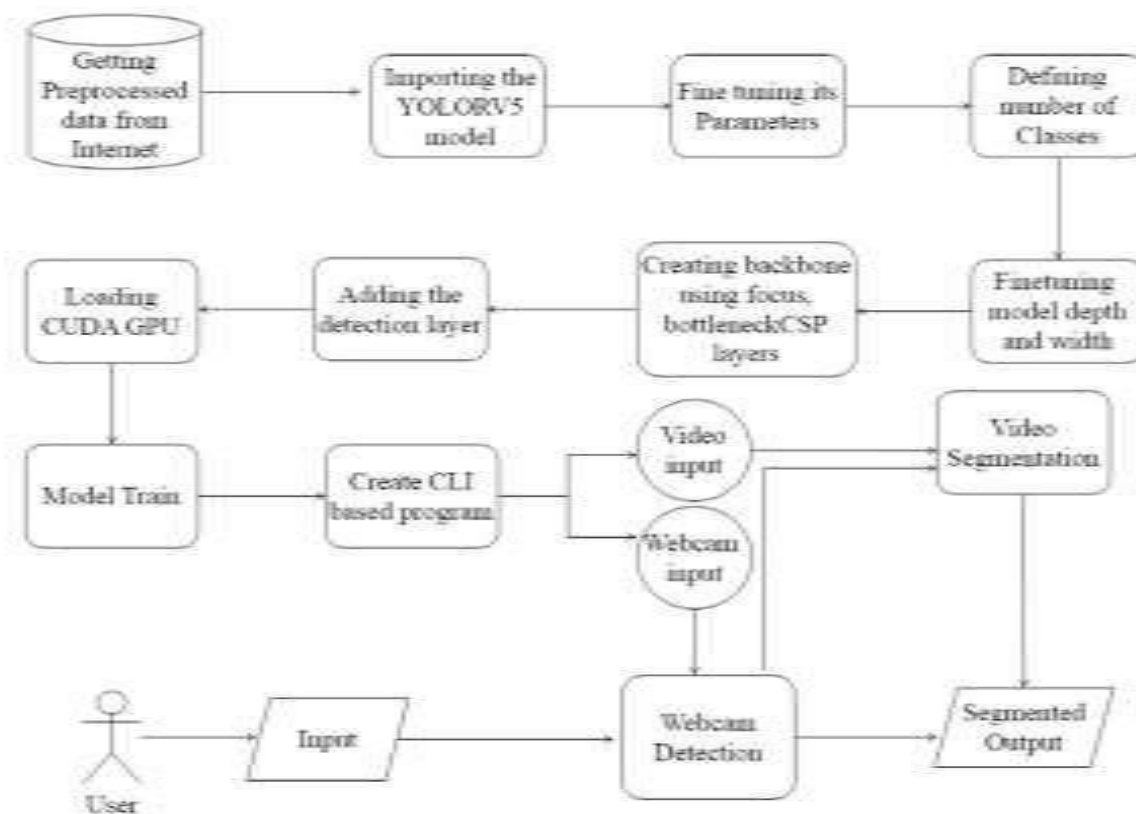 Getting
Preprocessed
data from
Internet
Importing the
YOLORV5
model
Fine tuning its
Parameters
Defining
number of
Classes
Loading
CUDA GPU
Adding the
detection layer
Creating backbone
using focus,
bottleneckCSP
layers
Finetuning
model depth
and width
Model Train
Create CLI
based program
Video
input
Webcam
input
Video
Segmentation
User
Input
Webcam
Detection
Segmented
Output